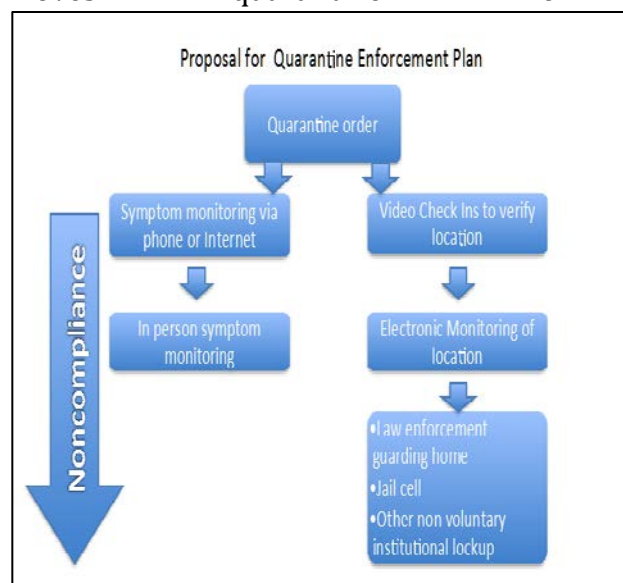 Proposal for Quarantine Enforcement Plan
Quarantine order
Symptom monitoring via
phone or Internet
Video Check Ins to verify
location
Noncompliance
In person symptom
monitoring
Electronic Monitoring of
location
•Law enforcement
guarding home
•Jail cell
•Other non voluntary
institutional lockup